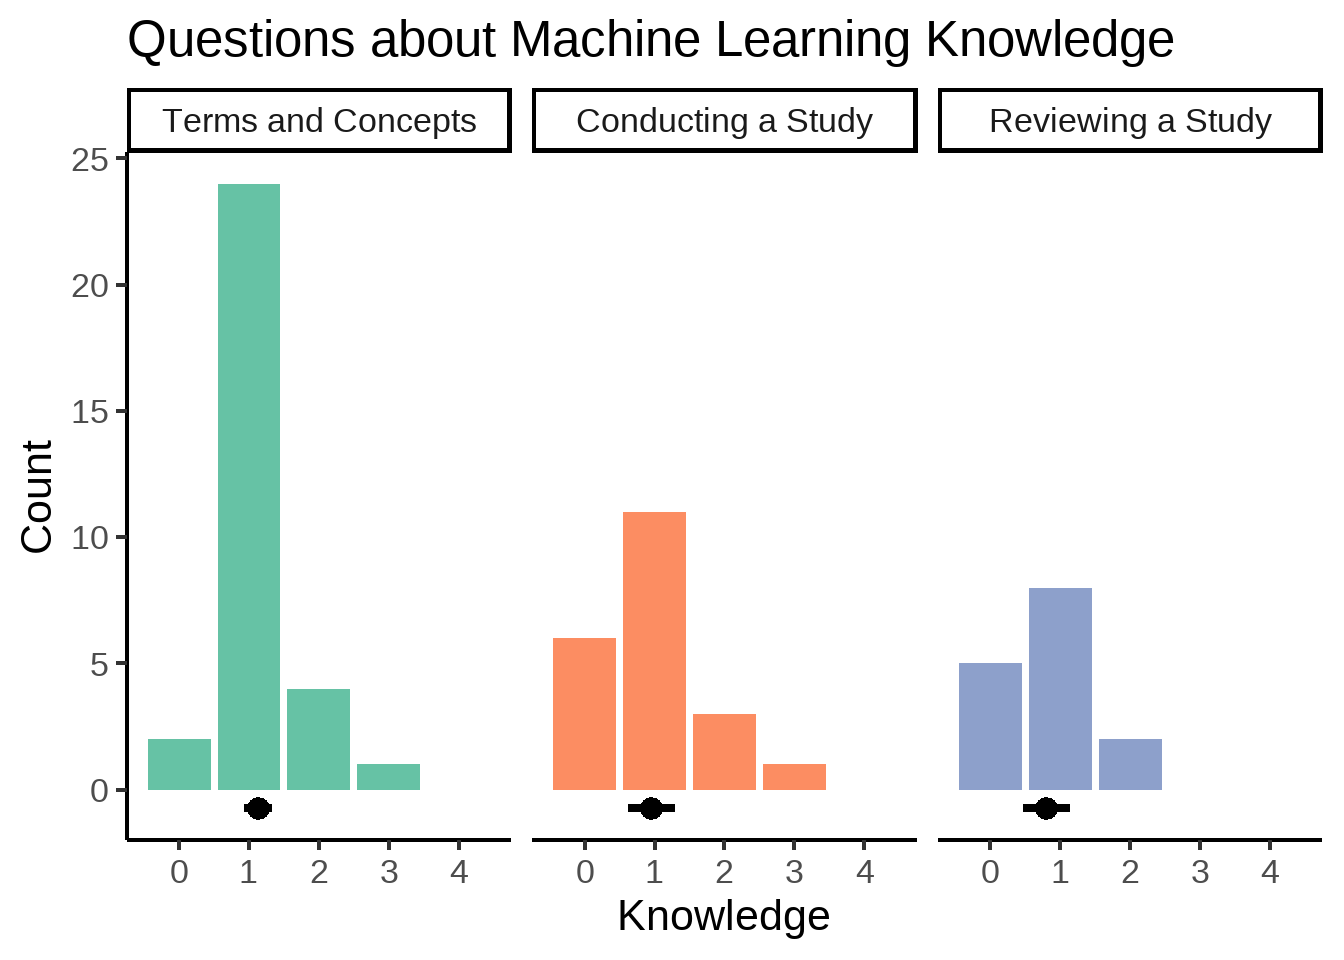 Questions about Machine Learning Knowledge
Terms and Concepts
Conducting a Study
Reviewing a Study
25
20
15
10
5
0
Count
0 1 2 3 4
0 1 2 3 4
0 1 2 3 4
Knowledge